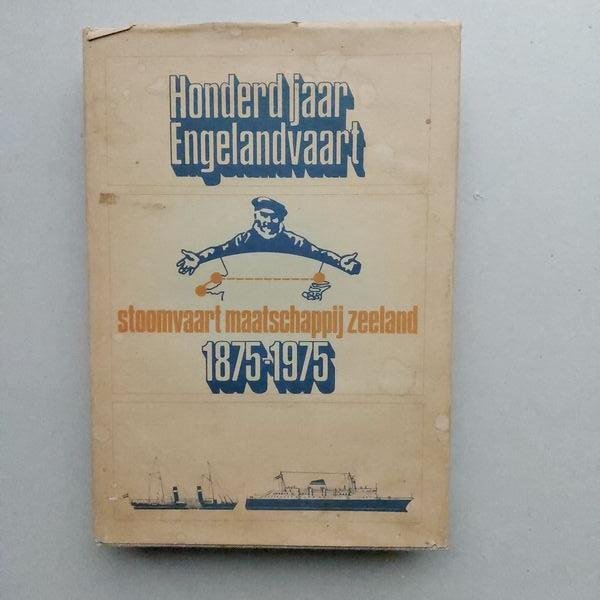 Honderd jaar
Engelandvaart
stoomvaart maatschappij zeeland
1875-1975